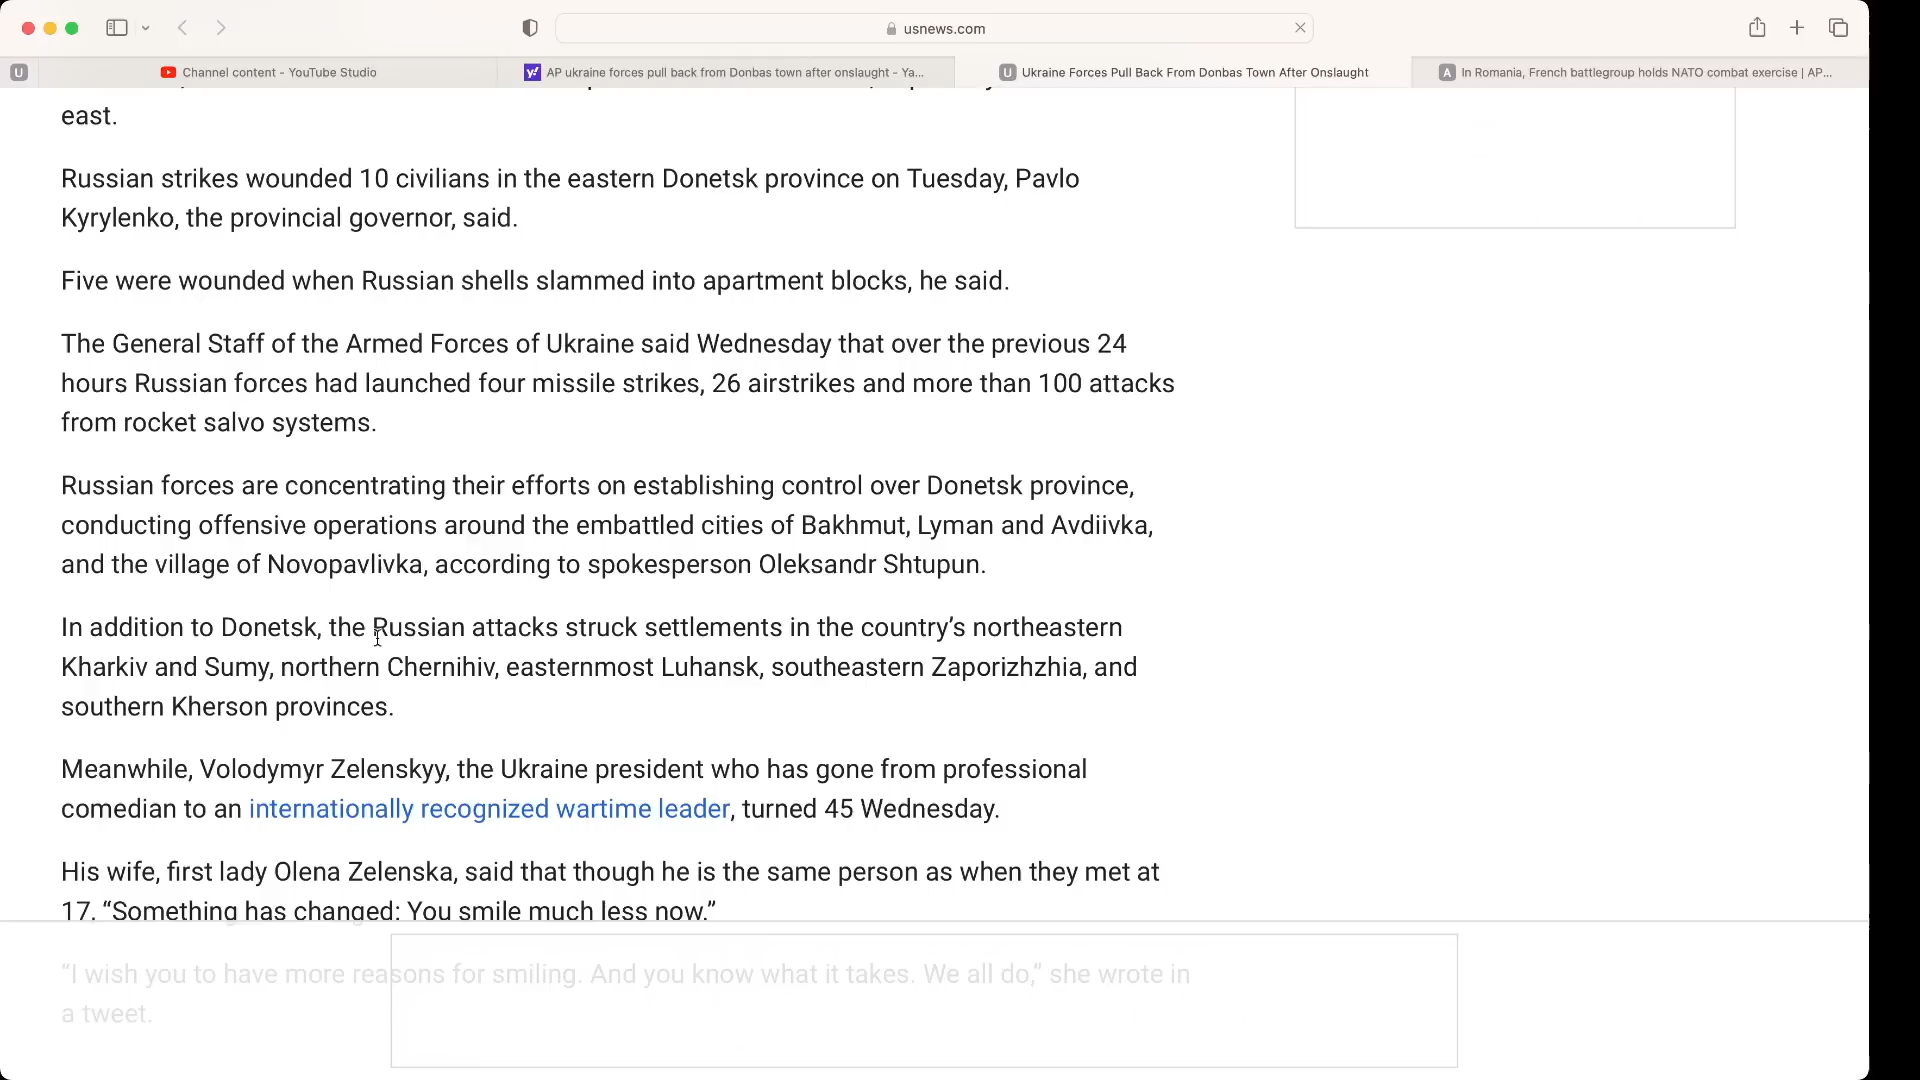 usnews.com
U
Channel content - YouTube Studio
AP ukraine forces pull back from Donbas town after onslaught - Ya...
U Ukraine Forces Pull Back From Donbas Town After Onslaught
A In Romania, French battlegroup holds NATO combat exercise | AP...
east.
Russian strikes wounded 10 civilians in the eastern Donetsk province on Tuesday, Pavlo
Kyrylenko, the provincial governor, said.
Five were wounded when Russian shells slammed into apartment blocks, he said.
The General Staff of the Armed Forces of Ukraine said Wednesday that over the previous 24
hours Russian forces had launched four missile strikes, 26 airstrikes and more than 100 attacks
from rocket salvo systems.
Russian forces are concentrating their efforts on establishing control over Donetsk province,
conducting offensive operations around the embattled cities of Bakhmut, Lyman and Avdiivka,
and the village of Novopavlivka, according to spokesperson Oleksandr Shtupun.
In addition to Donetsk, the Russian attacks struck settlements in the country’s northeastern
Kharkiv and Sumy, northern Chernihiv, easternmost Luhansk, southeastern Zaporizhzhia, and
southern Kherson provinces.
Meanwhile, Volodymyr Zelenskyy, the Ukraine president who has gone from professional
comedian to an internationally recognized wartime leader, turned 45 Wednesday.
His wife, first lady Olena Zelenska, said that though he is the same person as when they met at
17, “Something has changed: You smile much less now.”
“I wish you to have more reasons for smiling. And you know what it takes. We all do,” she wrote in
a tweet.